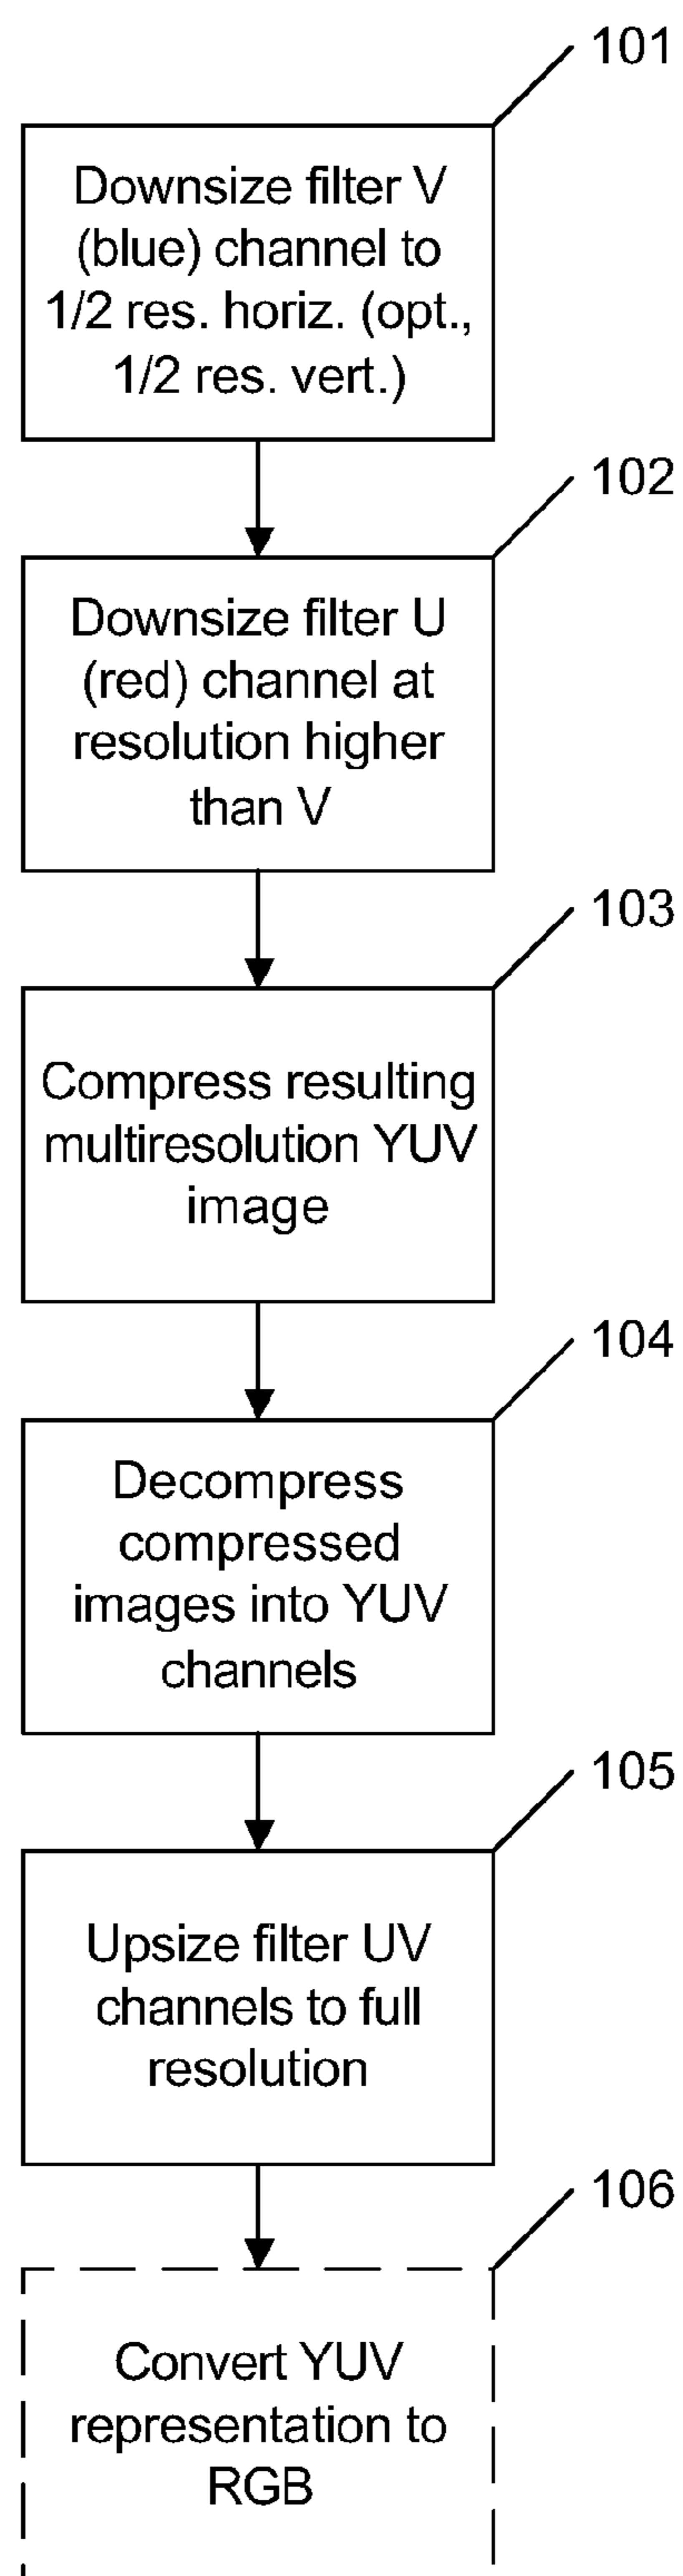 101
Downsize filter V
(blue) channel to
1/2 res. horiz. (opt.,
1/2 res. vert.)
102
Downsize filter U
(red) channel at
resolution higher
than V
103
Compress resulting
multiresolution YUV
image
104
Decompress
compressed
images into YUV
channels
105
Upsize filter UV
channels to full
resolution
106
Convert YUV
representation to
RGB